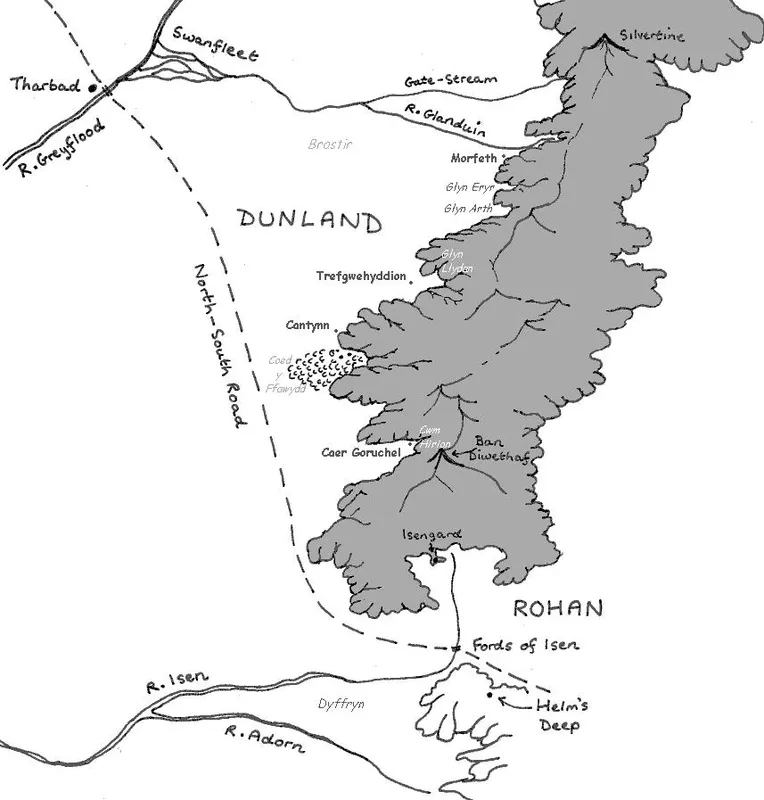 Silvertine
Swanfleet
Tharbad
Gate-Stream
R. Glanduin
R. Greyflood
Brostir
Morfeth
Glyn Eryr
Glyn Arth
DUNLAND
Glyn
Llydan
Trefgwehyddion
North-South Road
Cantynn
Coed
y
Ffawydd
Cwm
Hirion
Ban
Diwethaf
Caer Goruchel
Isengard
ROHAN
Fords of Isen
R. Isen
Dyffryn
Helm's
Deep
R. Adorn